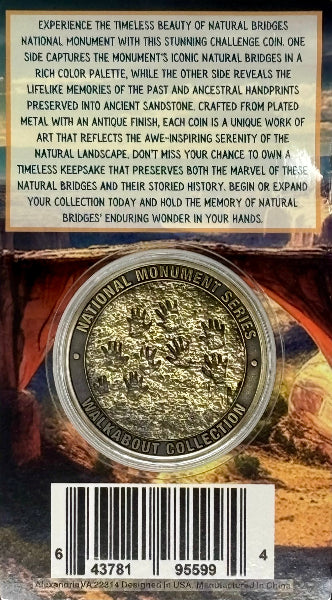 EXPERIENCE THE TIMELESS BEAUTY OF NATURAL BRIDGES
NATIONAL MONUMENT WITH THIS STUNNING CHALLENGE COIN. ONE
SIDE CAPTURES THE MONUMENT'S ICONIC NATURAL BRIDGES IN A
RICH COLOR PALETTE, WHILE THE OTHER SIDE REVEALS THE
LIFELIKE MEMORIES OF THE PAST AND ANCESTRAL HANDPRINTS
PRESERVED INTO ANCIENT SANDSTONE. CRAFTED FROM PLATED
METAL WITH AN ANTIQUE FINISH, EACH COIN IS A UNIQUE WORK OF
ART THAT REFLECTS THE AWE-INSPIRING SERENITY OF THE
NATURAL LANDSCAPE. DON'T MISS YOUR CHANCE TO OWN A
TIMELESS KEEPSAKE THAT PRESERVES BOTH THE MARVEL OF THESE
NATURAL BRIDGES AND THEIR STORIED HISTORY. BEGIN OR EXPAND
YOUR COLLECTION TODAY AND HOLD THE MEMORY OF NATURAL
BRIDGES' ENDURING WONDER IN YOUR HANDS.
NATIONAL MONUMENT SERIES
WALKABOUT COLLECTION
6 43781 95599 4
Alexandria VA 22314 Designed In USA. Manufactured In China.